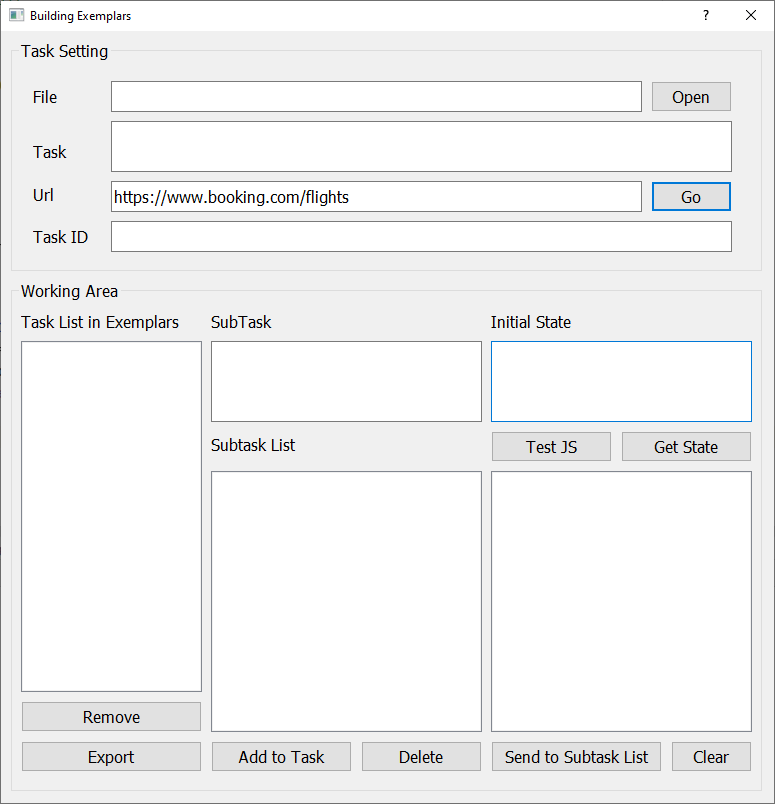 Building Exemplars
?
Task Setting
File
Open
Task
Url
https://www.booking.com/flights
Go
Task ID
Working Area
Task List in Exemplars
SubTask
Initial State
Subtask List
Test JS
Get State
Remove
Export
Add to Task
Delete
Send to Subtask List
Clear